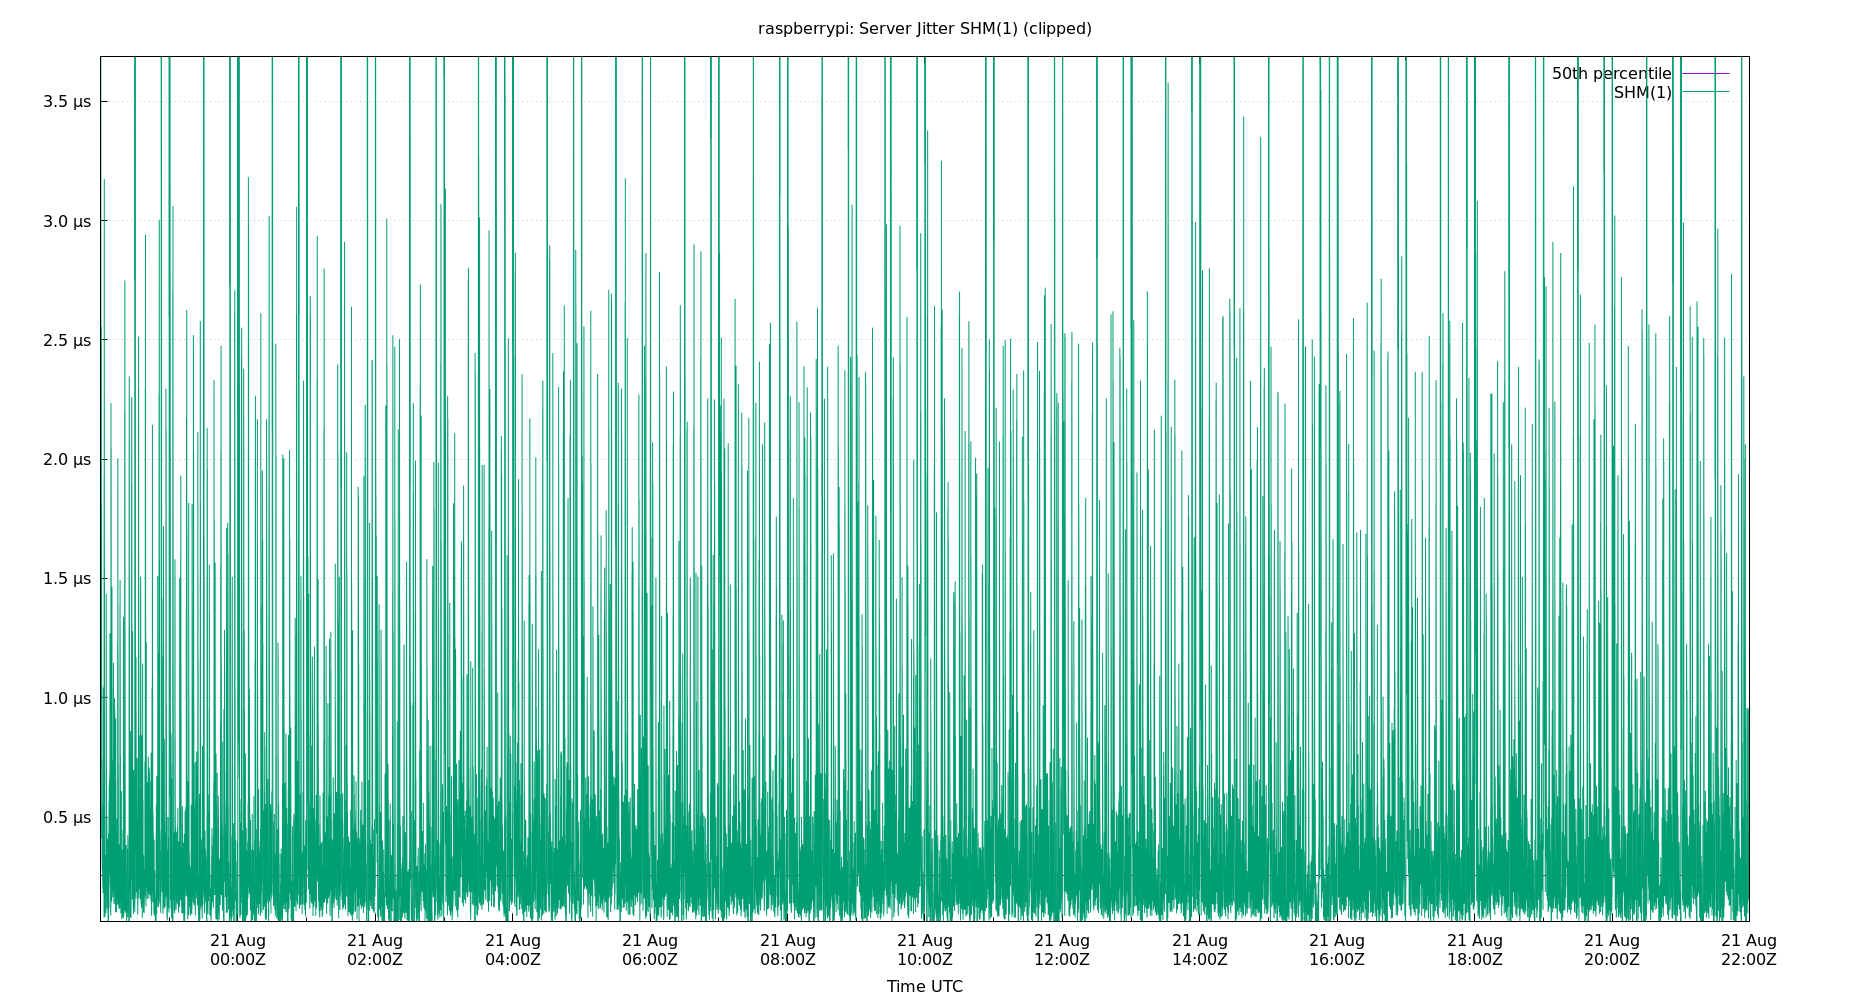 raspberrypi: Server Jitter SHM(1) (clipped)
50th percentile
SHM(1)
3.5 µs
3.0 µs
2.5 µs
2.0 µs
1.5 µs
1.0 µs
0.5 µs
21 Aug 21 Aug 21 Aug 21 Aug 21 Aug 21 Aug 21 Aug 21 Aug 21 Aug 21 Aug 21 Aug 21 Aug
00:00Z 02:00Z 04:00Z 06:00Z 08:00Z 10:00Z 12:00Z 14:00Z 16:00Z 18:00Z 20:00Z 22:00Z
Time UTC